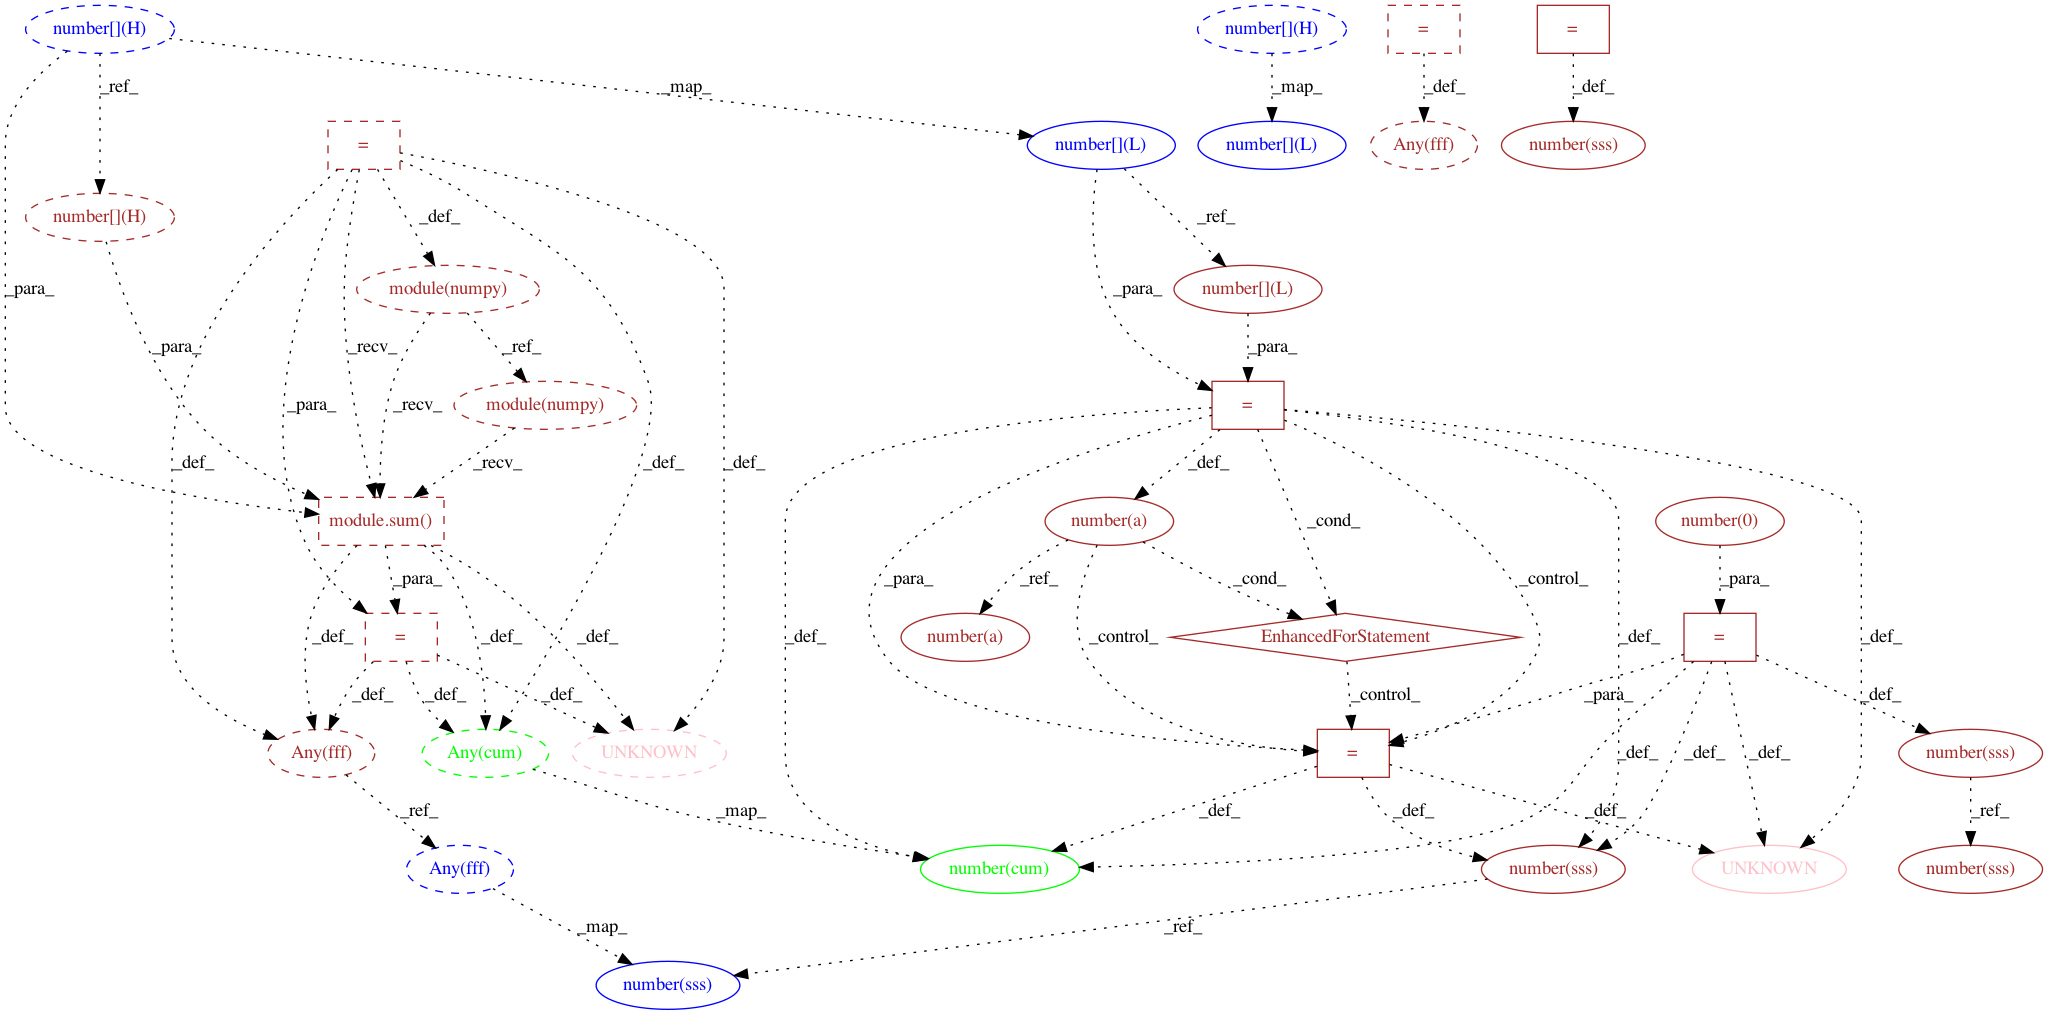 number[](H)
number[](H)
=
=
_ref_
_map_
_map_
_def_
_def_
=
number[](L)
number[](L)
Any(fff)
number(sss)
number[](H)
_def_
_ref_
_para_
module(numpy)
_para_
number[](L)
_para_
_recv_
_ref_
_para_
_para_
_recv_
module(numpy)
=
_def_
_recv_
_def_
_def_
_def_
module.sum()
number(a)
_cond_
number(0)
_def_
_para_
_def_
_def_
_ref_
_cond_
_para_
_control_
_para_
=
number(a)
_control_
EnhancedForStatement
_def_
_def_
=
_def_
_def_
_def_
_control_
_para_
_def_
Any(fff)
Any(cum)
UNKNOWN
=
_def_
_def_
_def_
number(sss)
_ref_
_map_
_def_
_def_
_def_
_ref_
Any(fff)
number(cum)
number(sss)
UNKNOWN
number(sss)
_map_
_ref_
number(sss)